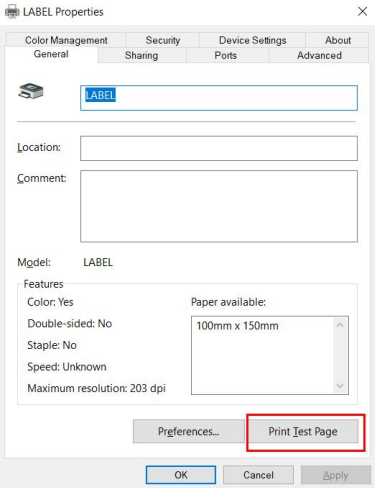 LABEL Properties
Color Management Security Device Settings About
General Sharing Ports Advanced
LABEL
Location:
Comment:
Model: LABEL
Features
Color: Yes Paper available:
Double-sided: No 100mm x 150mm
Staple: No
Speed: Unknown
Maximum resolution: 203 dpi
Preferences... Print Test Page
OK Cancel Apply